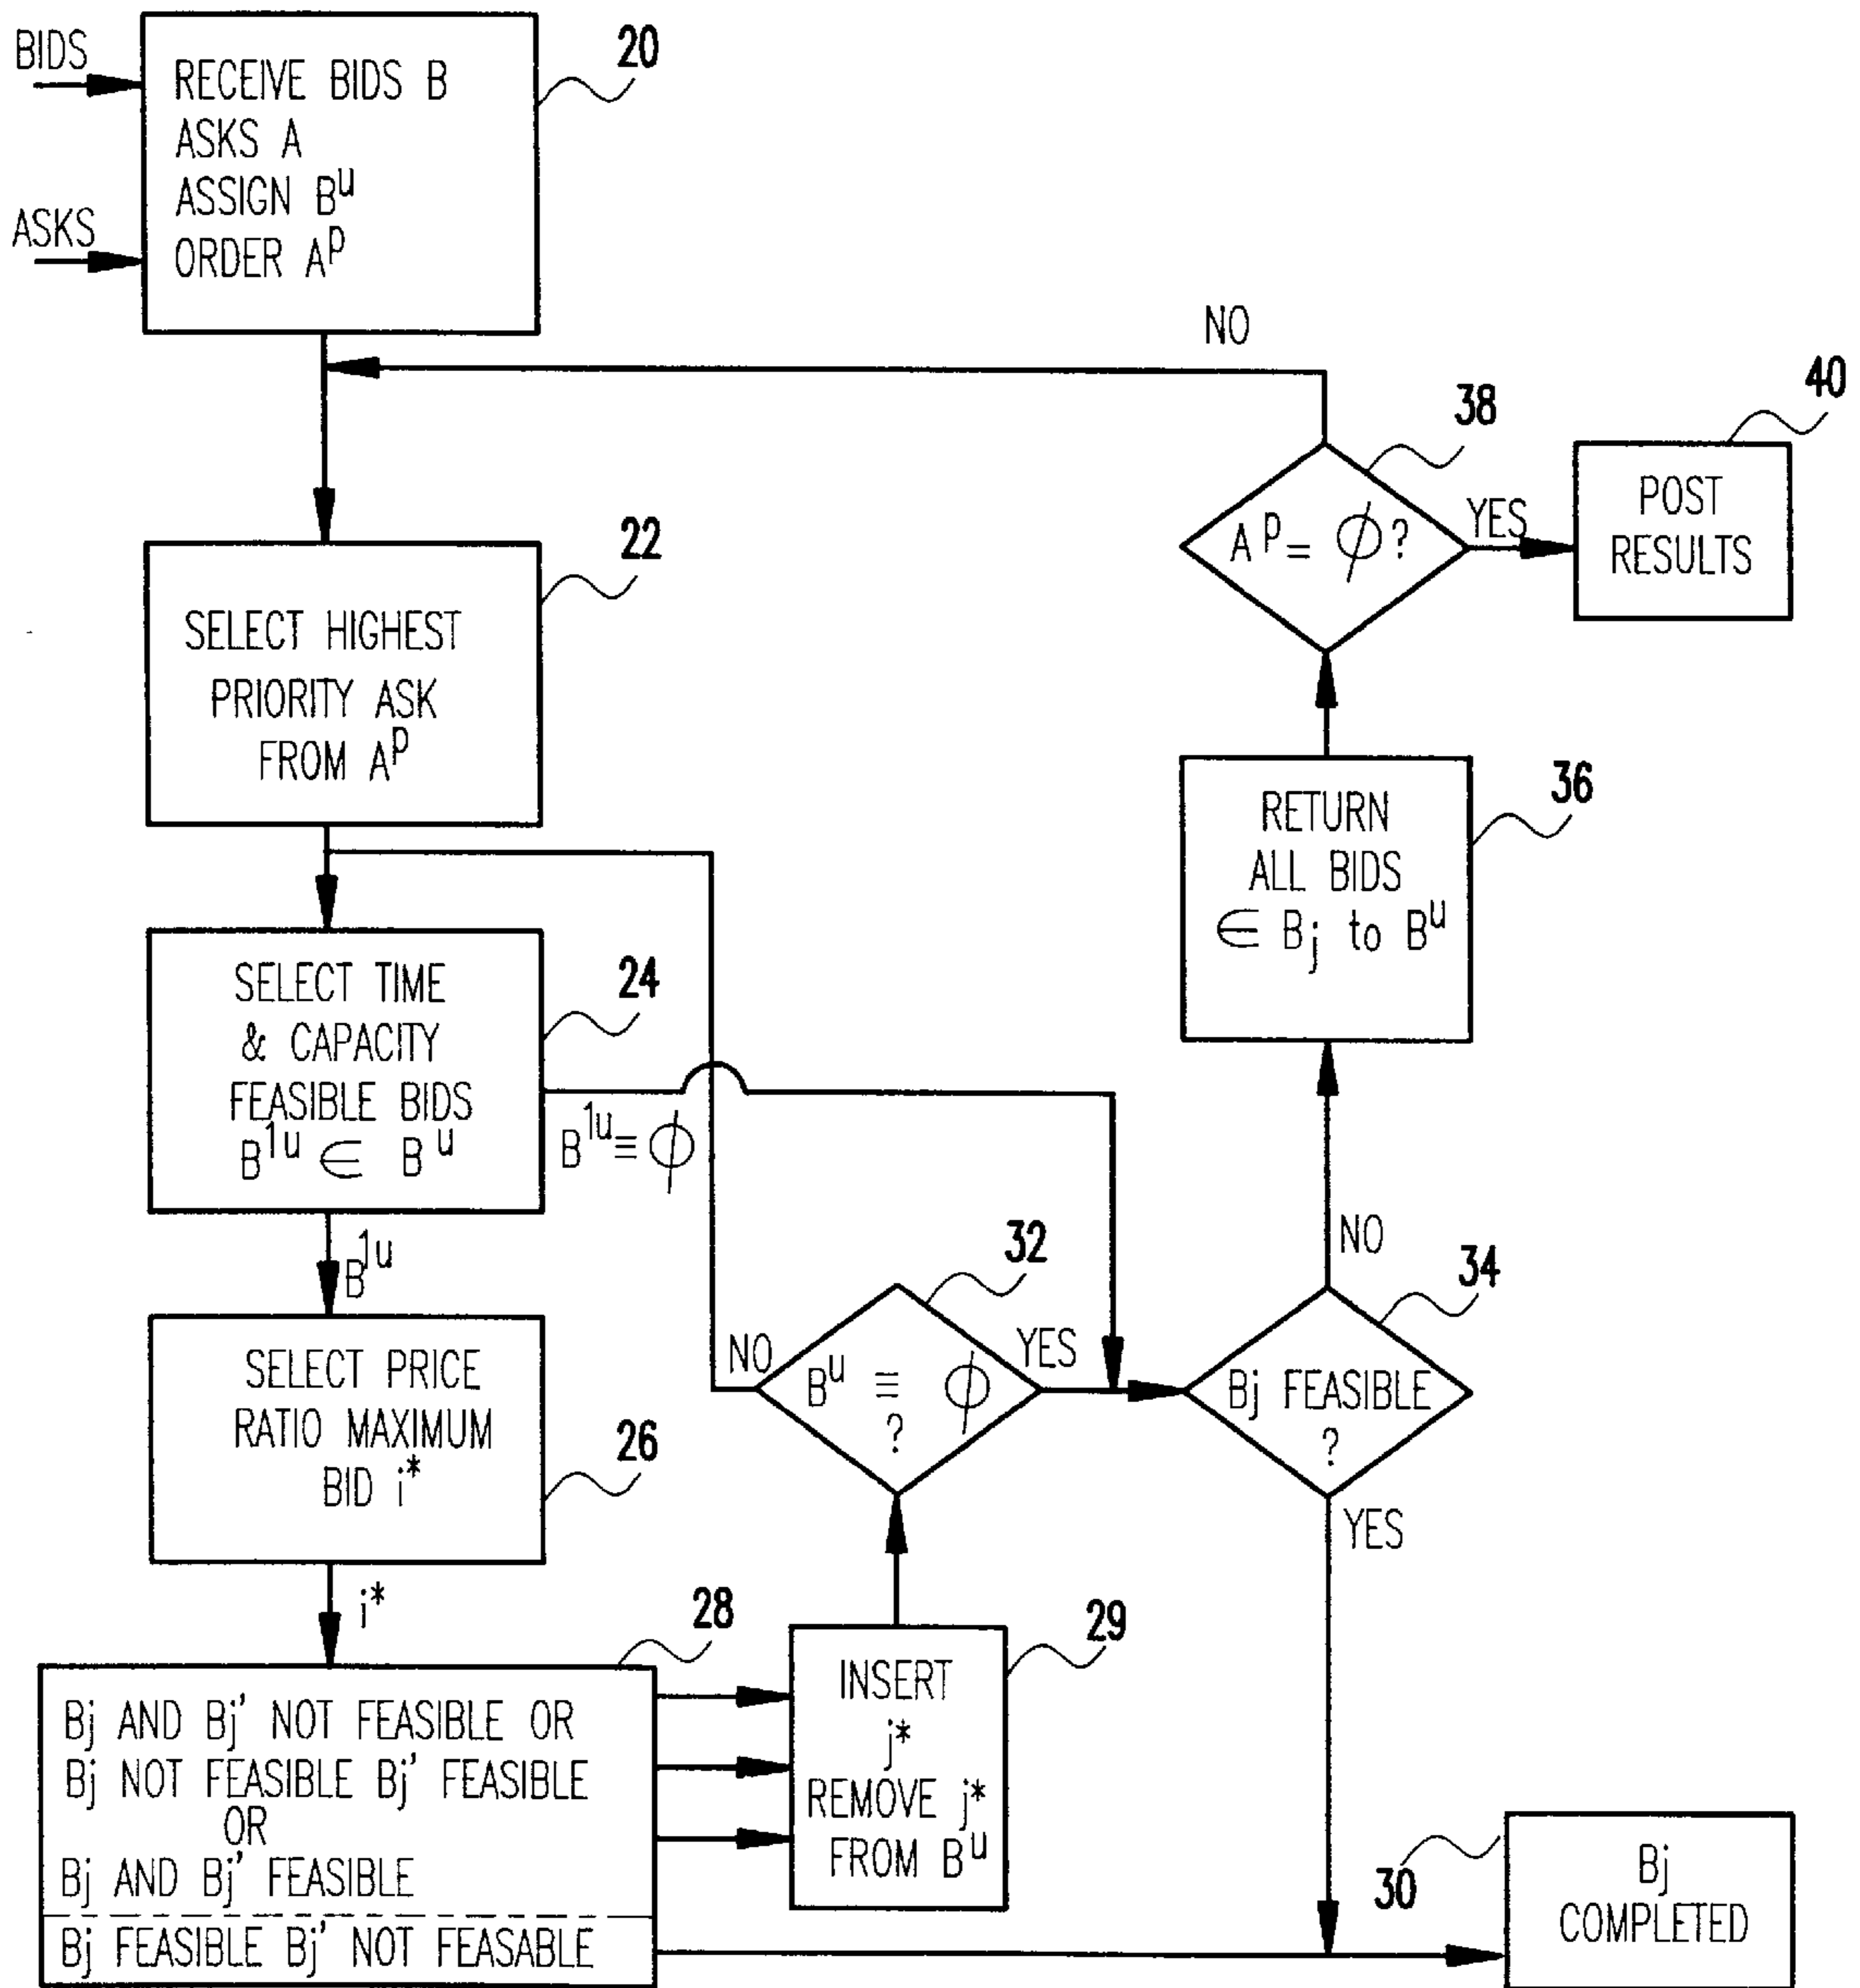 BIDS
ASKS
RECEIVE BIDS B
ASKS A
ASSIGN B^u
ORDER A^p
20
NO
SELECT HIGHEST
PRIORITY ASK
FROM A^p
22
SELECT TIME
& CAPACITY
FEASIBLE BIDS
B^1u ∈ B^u
24
B^1u ≡ ϕ
B^1u
SELECT PRICE
RATIO MAXIMUM
BID i*
26
i*
Bj AND Bj' NOT FEASIBLE OR
Bj NOT FEASIBLE Bj' FEASIBLE
OR
Bj AND Bj' FEASIBLE
Bj FEASIBLE Bj' NOT FEASABLE
28
INSERT
j*
REMOVE j*
FROM B^u
29
B^u ≡ ϕ
?
32
NO
YES
Bj FEASIBLE
?
34
NO
YES
Bj
COMPLETED
30
RETURN
ALL BIDS
∈ Bj to B^u
36
A^p = ϕ?
38
YES
POST
RESULTS
40